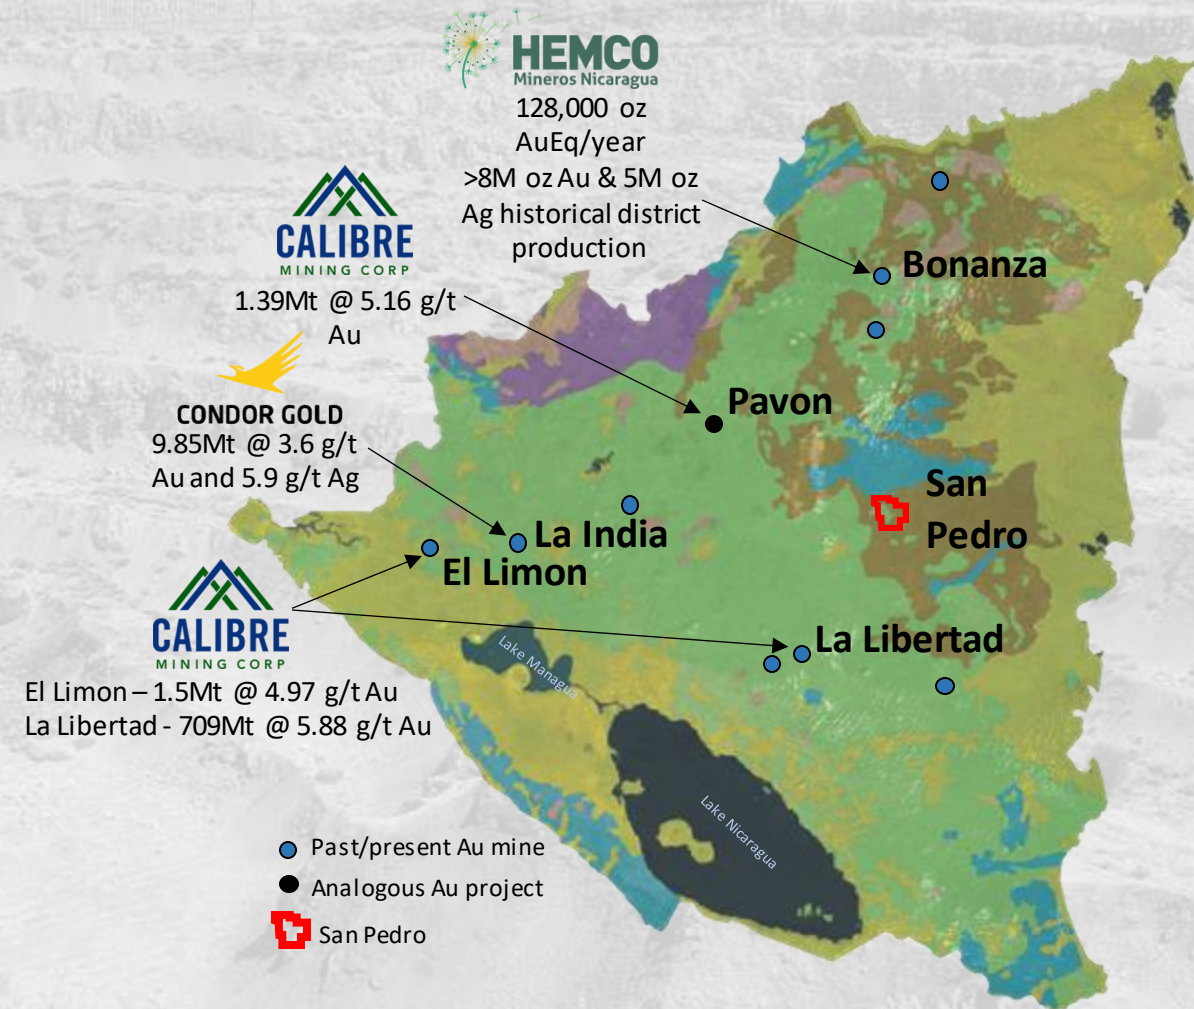 HEMCO
Mineros Nicaragua
128,000 oz
AuEq/year
>8M oz Au & 5M oz
Ag historical district
production
CALIBRE
MINING CORP
1.39Mt @ 5.16 g/t
Au
CONDOR GOLD
9.85Mt @ 3.6 g/t
Au and 5.9 g/t Ag
CALIBRE
MINING CORP
El Limon – 1.5Mt @ 4.97 g/t Au
La Libertad - 709Mt @ 5.88 g/t Au
Bonanza
Pavon
San
Pedro
La India
El Limon
La Libertad
Lake Managua
Lake Nicaragua
Past/present Au mine
Analogous Au project
San Pedro